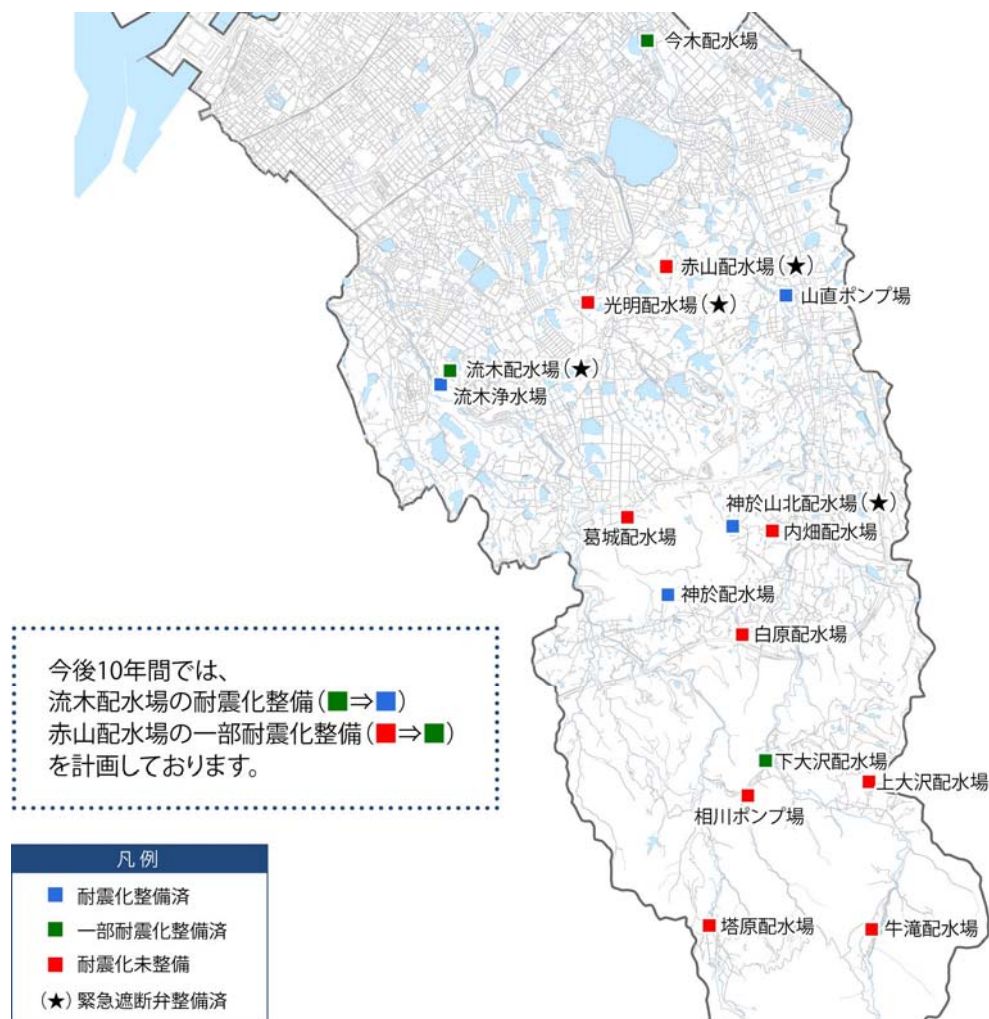 今木配水場
赤山配水場(★)
山直ポンプ場
光明配水場(★)
流木配水場(★)
流木浄水場
神於山北配水場(★)
葛城配水場
内畑配水場
神於配水場
白原配水場
今後10年間では、
流木配水場の耐震化整備(■⇒■)
赤山配水場の一部耐震化整備(■⇒■)
を計画しております。
下大沢配水場
上大沢配水場
相川ポンプ場
凡例
耐震化整備済
一部耐震化整備済
耐震化未整備
(★)緊急遮断弁整備済
塔原配水場
牛滝配水場